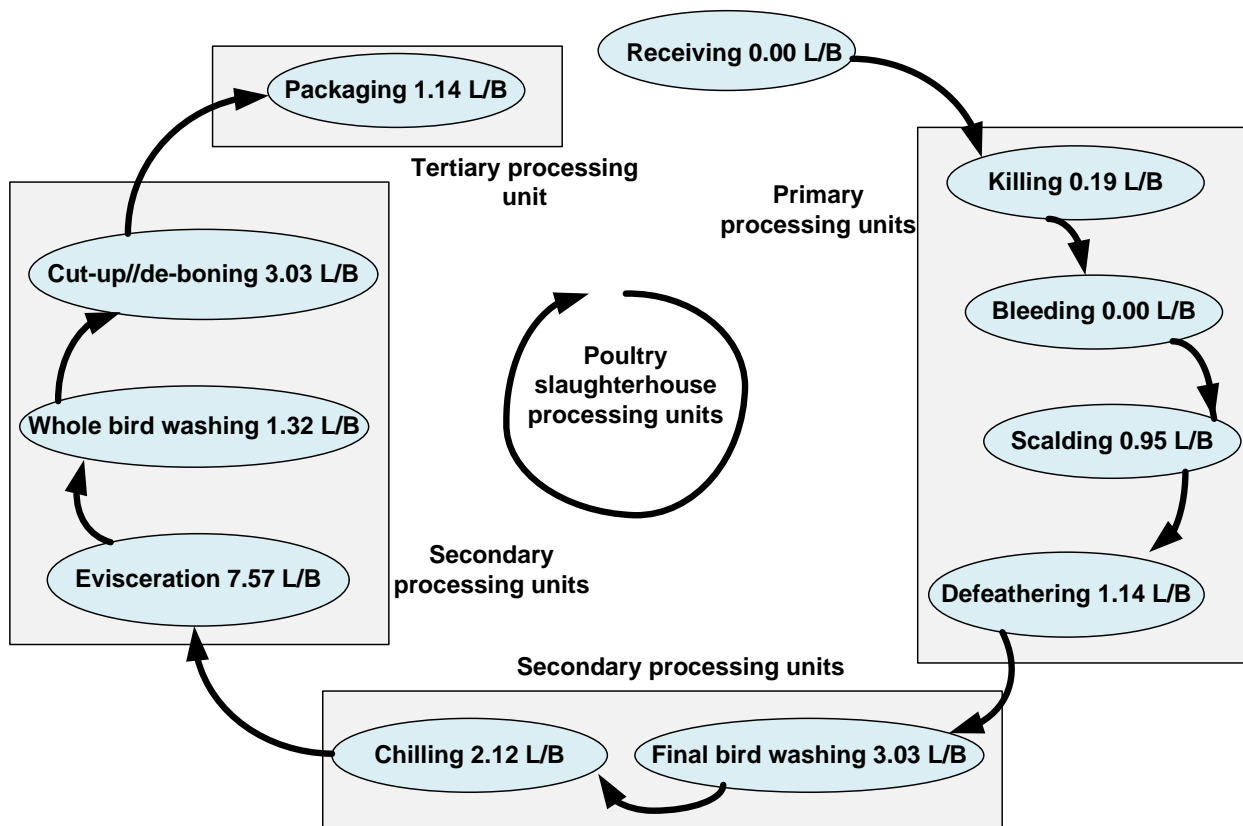 Receiving 0.00 L/B
Packaging 1.14 L/B
Tertiary processing
unit
Primary
processing units
Killing 0.19 L/B
Bleeding 0.00 L/B
Scalding 0.95 L/B
Defeathering 1.14 L/B
Cut-up//de-boning 3.03 L/B
Whole bird washing 1.32 L/B
Evisceration 7.57 L/B
Poultry
slaughterhouse
processing units
Secondary
processing units
Secondary processing units
Chilling 2.12 L/B
Final bird washing 3.03 L/B